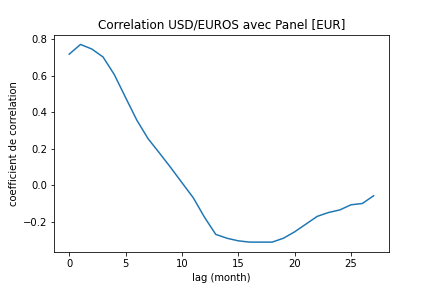 Correlation USD/EUROS avec Panel [EUR]
0.8
0.6
0.4
0.2
0.0
−0.2
coefficient de correlation
0 5 10 15 20 25
lag (month)